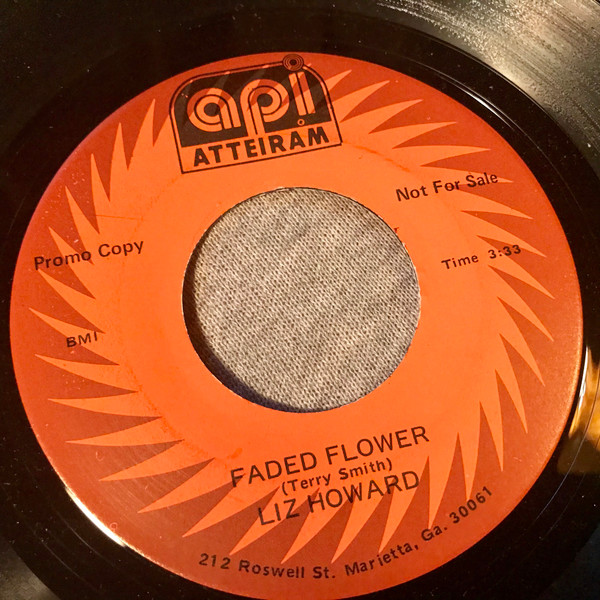 api
ATTEIRAM
Not For Sale
Promo Copy
Time 3:33
BMI
FADED FLOWER
(Terry Smith)
LIZ HOWARD
212 Roswell St. Marietta, Ga. 30061